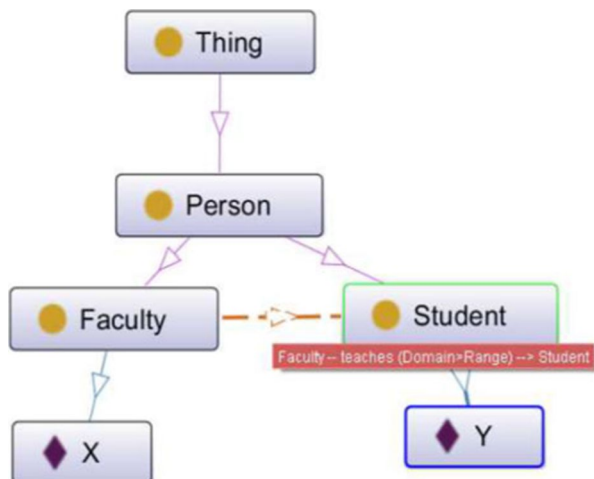 Thing
Person
Faculty
Student
Faculty -- teaches (Domain>Range) --> Student
X
Y